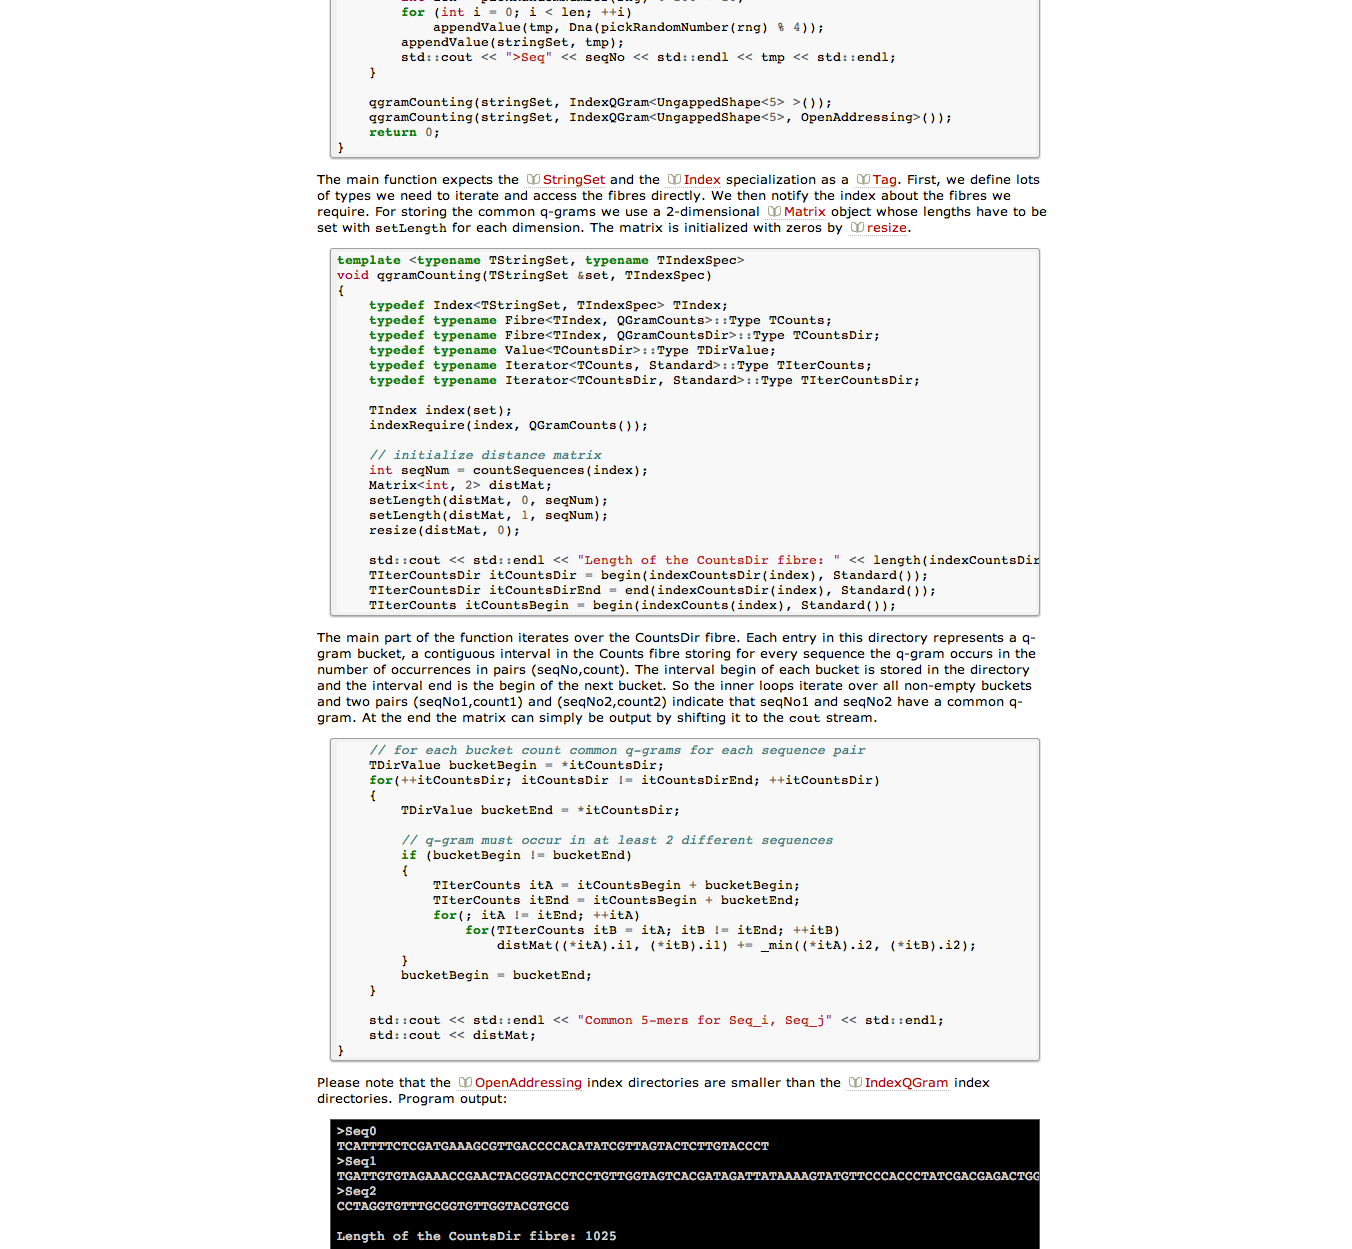 for (int i = 0; i < len; ++i)
appendValue(tmp, Dna(pickRandomNumber(rng) % 4));
appendValue(stringSet, tmp);
std::cout << ">Seq" << seqNo << std::endl << tmp << std::endl;
}
qgramCounting(stringSet, IndexQGram<UngappedShape<5> >());
qgramCounting(stringSet, IndexQGram<UngappedShape<5>, OpenAddressing>());
return 0;
}
The main function expects the StringSet and the Index specialization as a Tag. First, we define lots
of types we need to iterate and access the fibres directly. We then notify the index about the fibres we
require. For storing the common q-grams we use a 2-dimensional Matrix object whose lengths have to be
set with setLength for each dimension. The matrix is initialized with zeros by resize.
template <typename TStringSet, typename TIndexSpec>
void qgramCounting(TStringSet &set, TIndexSpec)
{
typedef Index<TStringSet, TIndexSpec> TIndex;
typedef typename Fibre<TIndex, QGramCounts>::Type TCounts;
typedef typename Fibre<TIndex, QGramCountsDir>::Type TCountsDir;
typedef typename Value<TCountsDir>::Type TDirValue;
typedef typename Iterator<TCounts, Standard>::Type TIterCounts;
typedef typename Iterator<TCountsDir, Standard>::Type TIterCountsDir;
TIndex index(set);
indexRequire(index, QGramCounts());
// initialize distance matrix
int seqNum = countSequences(index);
Matrix<int, 2> distMat;
setLength(distMat, 0, seqNum);
setLength(distMat, 1, seqNum);
resize(distMat, 0);
std::cout << std::endl << "Length of the CountsDir fibre: " << length(indexCountsDir
TIterCountsDir itCountsDir = begin(indexCountsDir(index), Standard());
TIterCountsDir itCountsDirEnd = end(indexCountsDir(index), Standard());
TIterCounts itCountsBegin = begin(indexCounts(index), Standard());
The main part of the function iterates over the CountsDir fibre. Each entry in this directory represents a q-
gram bucket, a contiguous interval in the Counts fibre storing for every sequence the q-gram occurs in the
number of occurrences in pairs (seqNo,count). The interval begin of each bucket is stored in the directory
and the interval end is the begin of the next bucket. So the inner loops iterate over all non-empty buckets
and two pairs (seqNo1,count1) and (seqNo2,count2) indicate that seqNo1 and seqNo2 have a common q-
gram. At the end the matrix can simply be output by shifting it to the cout stream.
// for each bucket count common q-grams for each sequence pair
TDirValue bucketBegin = *itCountsDir;
for(++itCountsDir; itCountsDir != itCountsDirEnd; ++itCountsDir)
{
TDirValue bucketEnd = *itCountsDir;
// q-gram must occur in at least 2 different sequences
if (bucketBegin != bucketEnd)
{
TIterCounts itA = itCountsBegin + bucketBegin;
TIterCounts itEnd = itCountsBegin + bucketEnd;
for(; itA != itEnd; ++itA)
for(TIterCounts itB = itA; itB != itEnd; ++itB)
distMat((*itA).i1, (*itB).i1) += _min((*itA).i2, (*itB).i2);
}
bucketBegin = bucketEnd;
}
std::cout << std::endl << "Common 5-mers for Seq_i, Seq_j" << std::endl;
std::cout << distMat;
}
Please note that the OpenAddressing index directories are smaller than the IndexQGram index
directories. Program output:
>Seq0
TCATTTTCTCGATGAAAGCGTTGACCCCACATATCGTTAGTACTCTTGTACCCT
>Seq1
TGATTGTGTAGAAACCGAACTACGGTACCTCCTGTTGGTAGTCACGATAGATTATAAAAGTATGTTCCCACCCTATCGACGAGACTGG
>Seq2
CCTAGGTGTTTGCGGTGTTGGTACGTGCG
Length of the CountsDir fibre: 1025